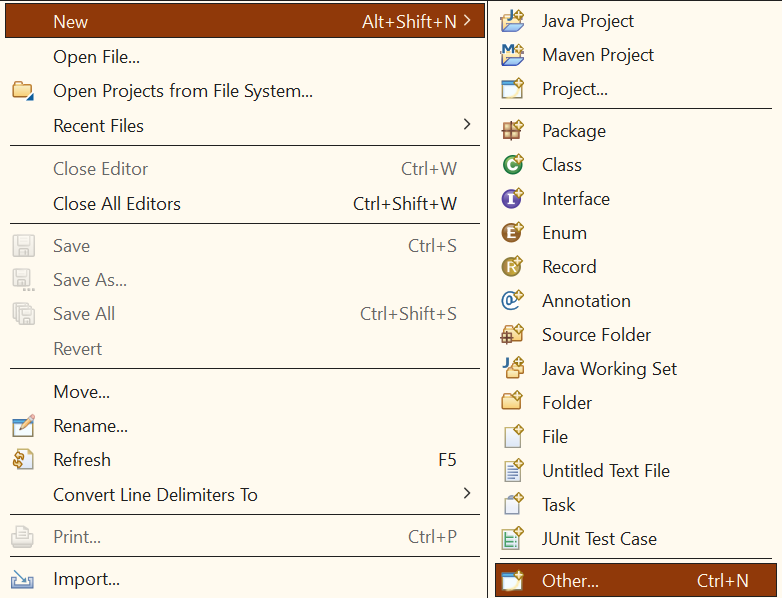 New Alt+Shift+N >
Open File...
Open Projects from File System...
Recent Files >
Close Editor Ctrl+W
Close All Editors Ctrl+Shift+W
Save Ctrl+S
Save As...
Save All Ctrl+Shift+S
Revert
Move...
Rename...
Refresh F5
Convert Line Delimiters To >
Print... Ctrl+P
Import...
Java Project
Maven Project
Project...
Package
Class
Interface
Enum
Record
Annotation
Source Folder
Java Working Set
Folder
File
Untitled Text File
Task
JUnit Test Case
Other... Ctrl+N